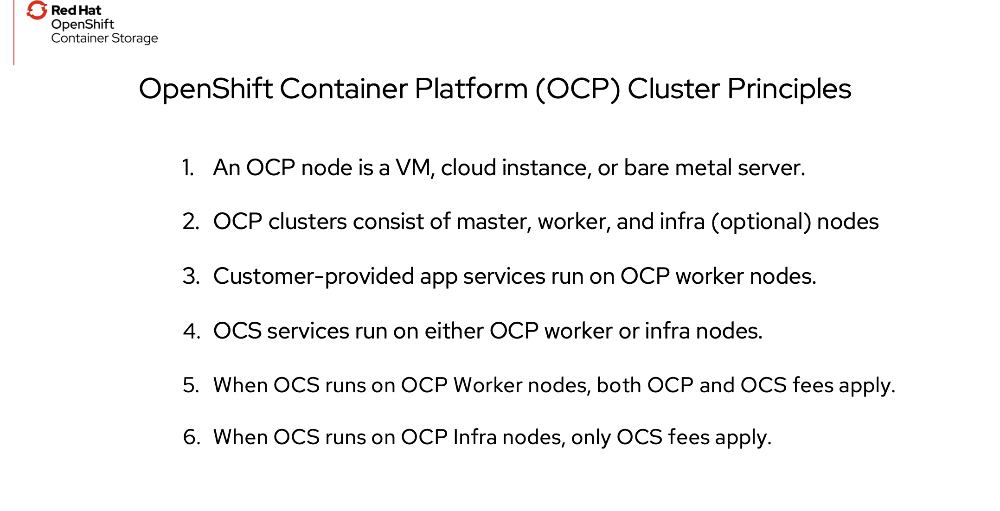 Red Hat
OpenShift
Container Storage
OpenShift Container Platform (OCP) Cluster Principles
1. An OCP node is a VM, cloud instance, or bare metal server.
2. OCP clusters consist of master, worker, and infra (optional) nodes
3. Customer-provided app services run on OCP worker nodes.
4. OCS services run on either OCP worker or infra nodes.
5. When OCS runs on OCP Worker nodes, both OCP and OCS fees apply.
6. When OCS runs on OCP Infra nodes, only OCS fees apply.